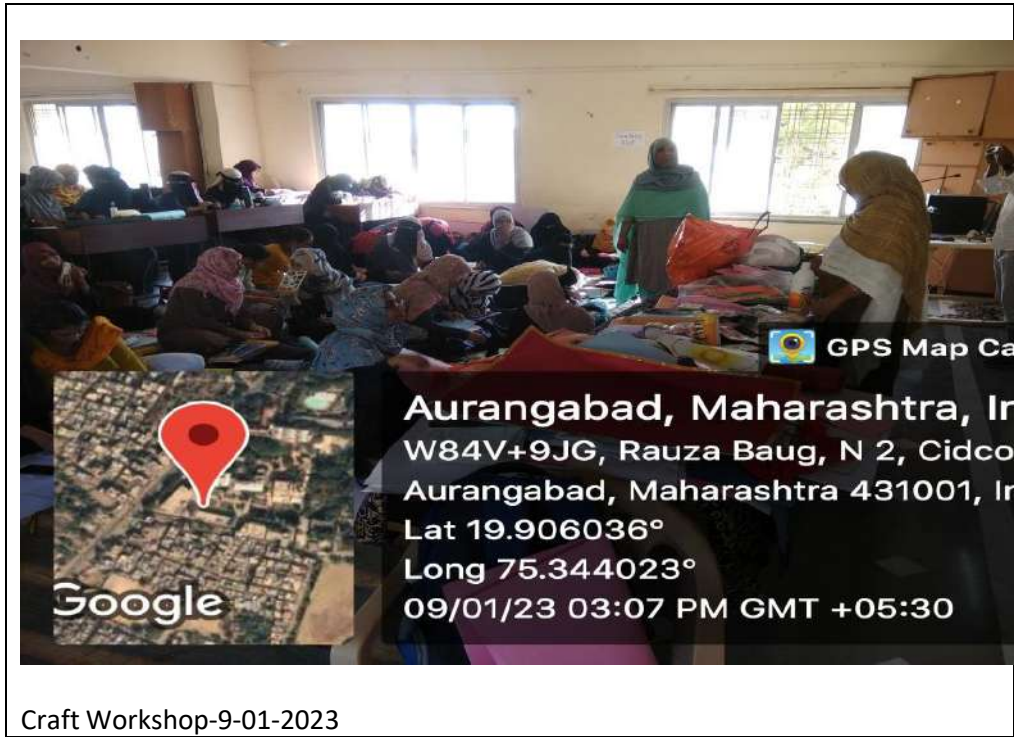 GPS Map Ca
Aurangabad, Maharashtra, In
W84V+9JG, Rauza Baug, N 2, Cidco
Aurangabad, Maharashtra 431001, In
Lat 19.906036°
Long 75.344023°
09/01/23 03:07 PM GMT +05:30
Google
Craft Workshop-9-01-2023